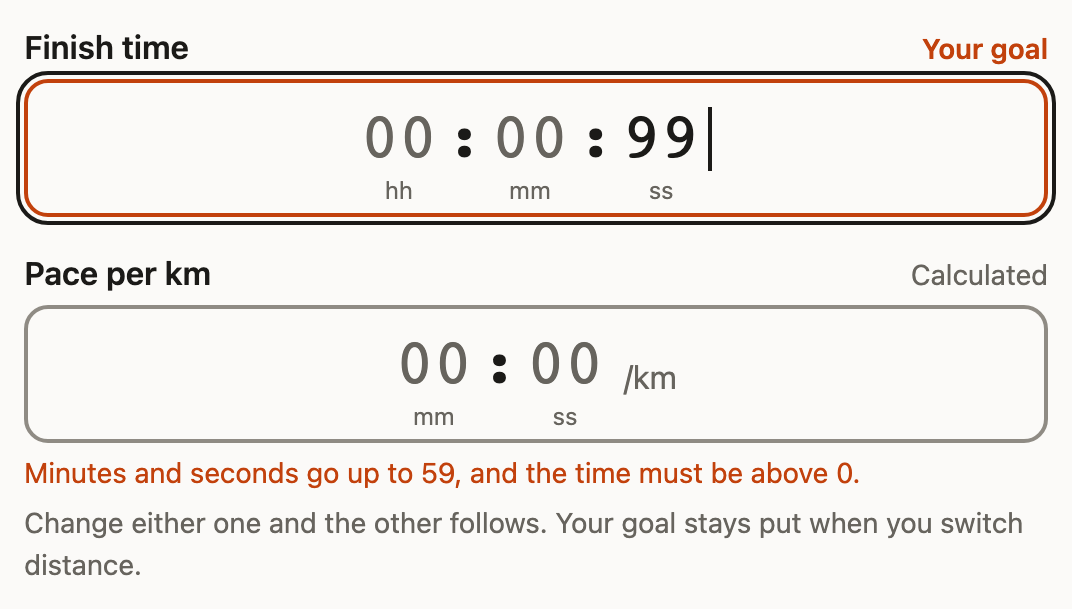 Finish time
Your goal
00 : 00 : 99
hh mm ss
Pace per km
Calculated
00 : 00 /km
mm ss
Minutes and seconds go up to 59, and the time must be above 0.
Change either one and the other follows. Your goal stays put when you switch
distance.